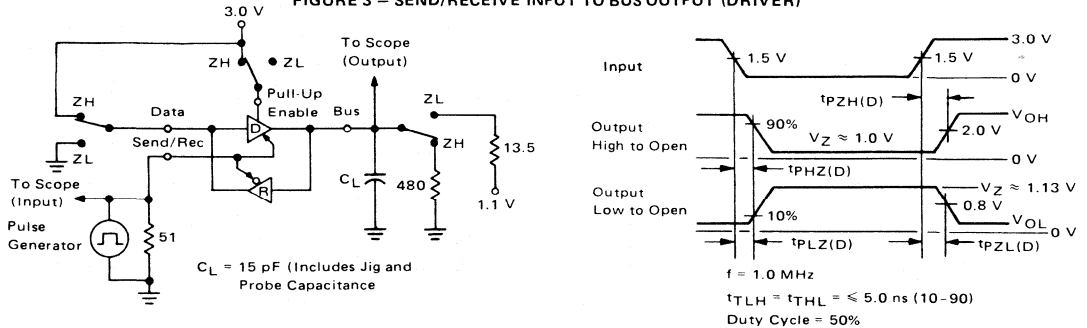 FIGURE 3 – SEND/RECEIVE INPUT TO BUS OUTPUT (DRIVER)
3.0 V
ZH
ZL
To Scope
(Output)
Pull-Up
Enable
ZH
ZL
Data
Send/Rec
D
R
Bus
ZL
ZH
13.5
480
CL
1.1 V
To Scope
(Input)
Pulse
Generator
51
CL = 15 pF (Includes Jig and
Probe Capacitance
Input
1.5 V
1.5 V
3.0 V
0 V
tPZH(D)
Output
High to Open
90%
VZ ≈ 1.0 V
VOH
2.0 V
0 V
tPHZ(D)
Output
Low to Open
10%
VZ ≈ 1.13 V
0.8 V
VOL
0 V
tPLZ(D)
tPZL(D)
f = 1.0 MHz
tTLH = tTHL = ≤ 5.0 ns (10-90)
Duty Cycle = 50%